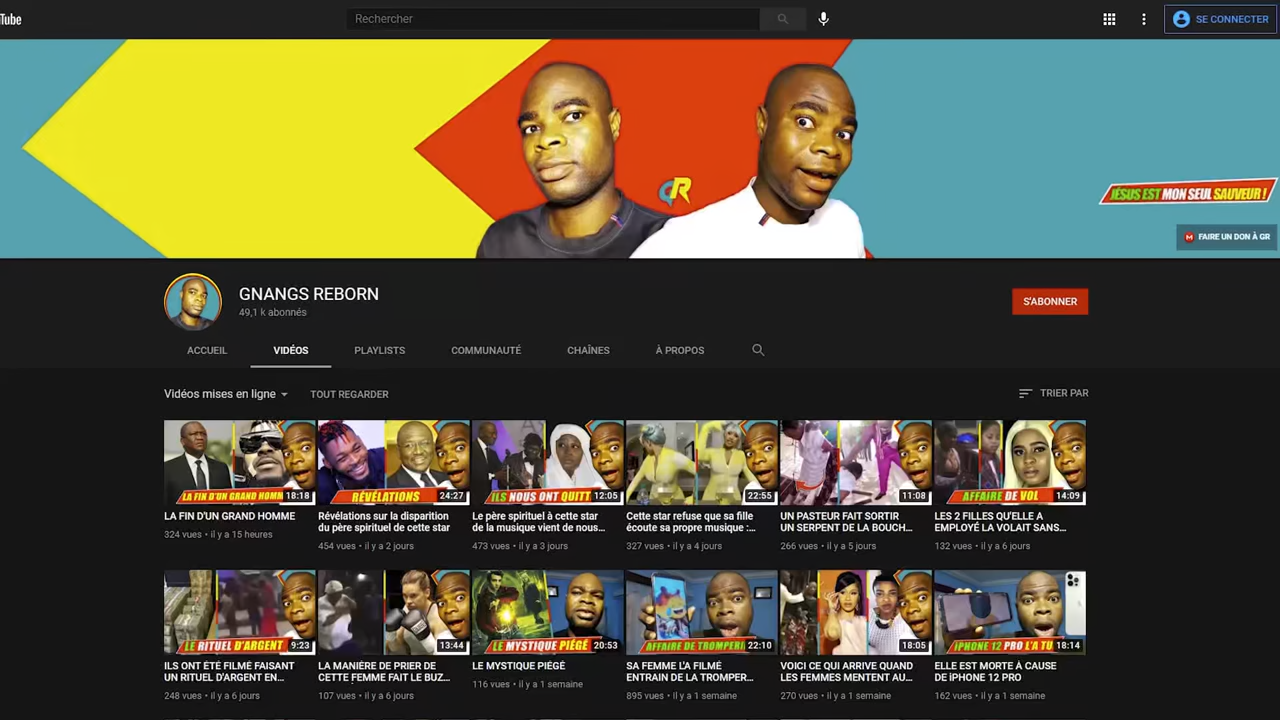 Tube
Rechercher
SE CONNECTER
GR
JÉSUS EST MON SEUL SAUVEUR !
FAIRE UN DON À GR
GNANGS REBORN
49,1 k abonnés
S'ABONNER
ACCUEIL
VIDÉOS
PLAYLISTS
COMMUNAUTÉ
CHAÎNES
À PROPOS
Vidéos mises en ligne
TOUT REGARDER
TRIER PAR
LA FIN D'UN GRAND HOMM
18:18
RÉVÉLATIONS
24:27
ILS NOUS ONT QUITT
12:05
22:55
11:08
AFFAIRE DE VOL
14:09
LA FIN D'UN GRAND HOMME
324 vues • il y a 15 heures
Révélations sur la disparition
du père spirituel de cette star
454 vues • il y a 2 jours
Le père spirituel à cette star
de la musique vient de nous...
473 vues • il y a 3 jours
Cette star refuse que sa fille
écoute sa propre musique :...
327 vues • il y a 4 jours
UN PASTEUR FAIT SORTIR
UN SERPENT DE LA BOUCH...
266 vues • il y a 5 jours
LES 2 FILLES QU'ELLE A
EMPLOYÉ LA VOLAIT SANS...
132 vues • il y a 6 jours
LE RITUEL D'ARGENT
9:23
13:44
LE MYSTIQUE PIÉGÉ
20:53
AFFAIRE DE TROMPERI
22:10
18:05
iPHONE 12 PRO L'A TU
18:14
ILS ONT ÉTÉ FILMÉ FAISANT
UN RITUEL D'ARGENT EN...
248 vues • il y a 6 jours
LA MANIÈRE DE PRIER DE
CETTE FEMME FAIT LE BUZ...
107 vues • il y a 6 jours
LE MYSTIQUE PIÉGÉ
116 vues • il y a 1 semaine
SA FEMME L'A FILMÉ
ENTRAIN DE LA TROMPER...
895 vues • il y a 1 semaine
VOICI CE QUI ARRIVE QUAND
LES FEMMES MENTENT AU...
270 vues • il y a 1 semaine
ELLE EST MORTE À CAUSE
DE iPHONE 12 PRO
162 vues • il y a 1 semaine